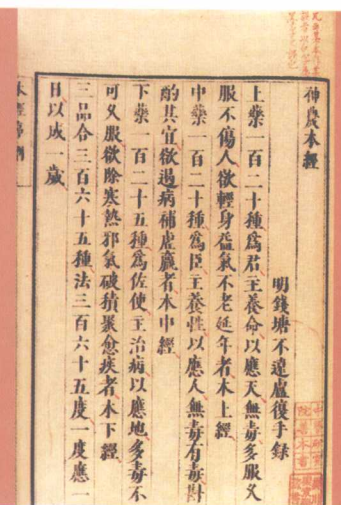 神農本經
明錢塘不遠盧復手錄
上藥一百二十種爲君主養命以應天無毒多服久
服不傷人欲輕身益氣不老延年者本上經
中藥一百二十種爲臣主養性以應人無毒有毒斟
酌其宜欲遏病補虛羸者本中經
下藥一百二十五種爲佐使主治病以應地多毒不
可久服欲除寒熱邪氣破積聚愈疾者本下經
三品合三百六十五種法三百六十五度一度應一
日以成一歲
本經